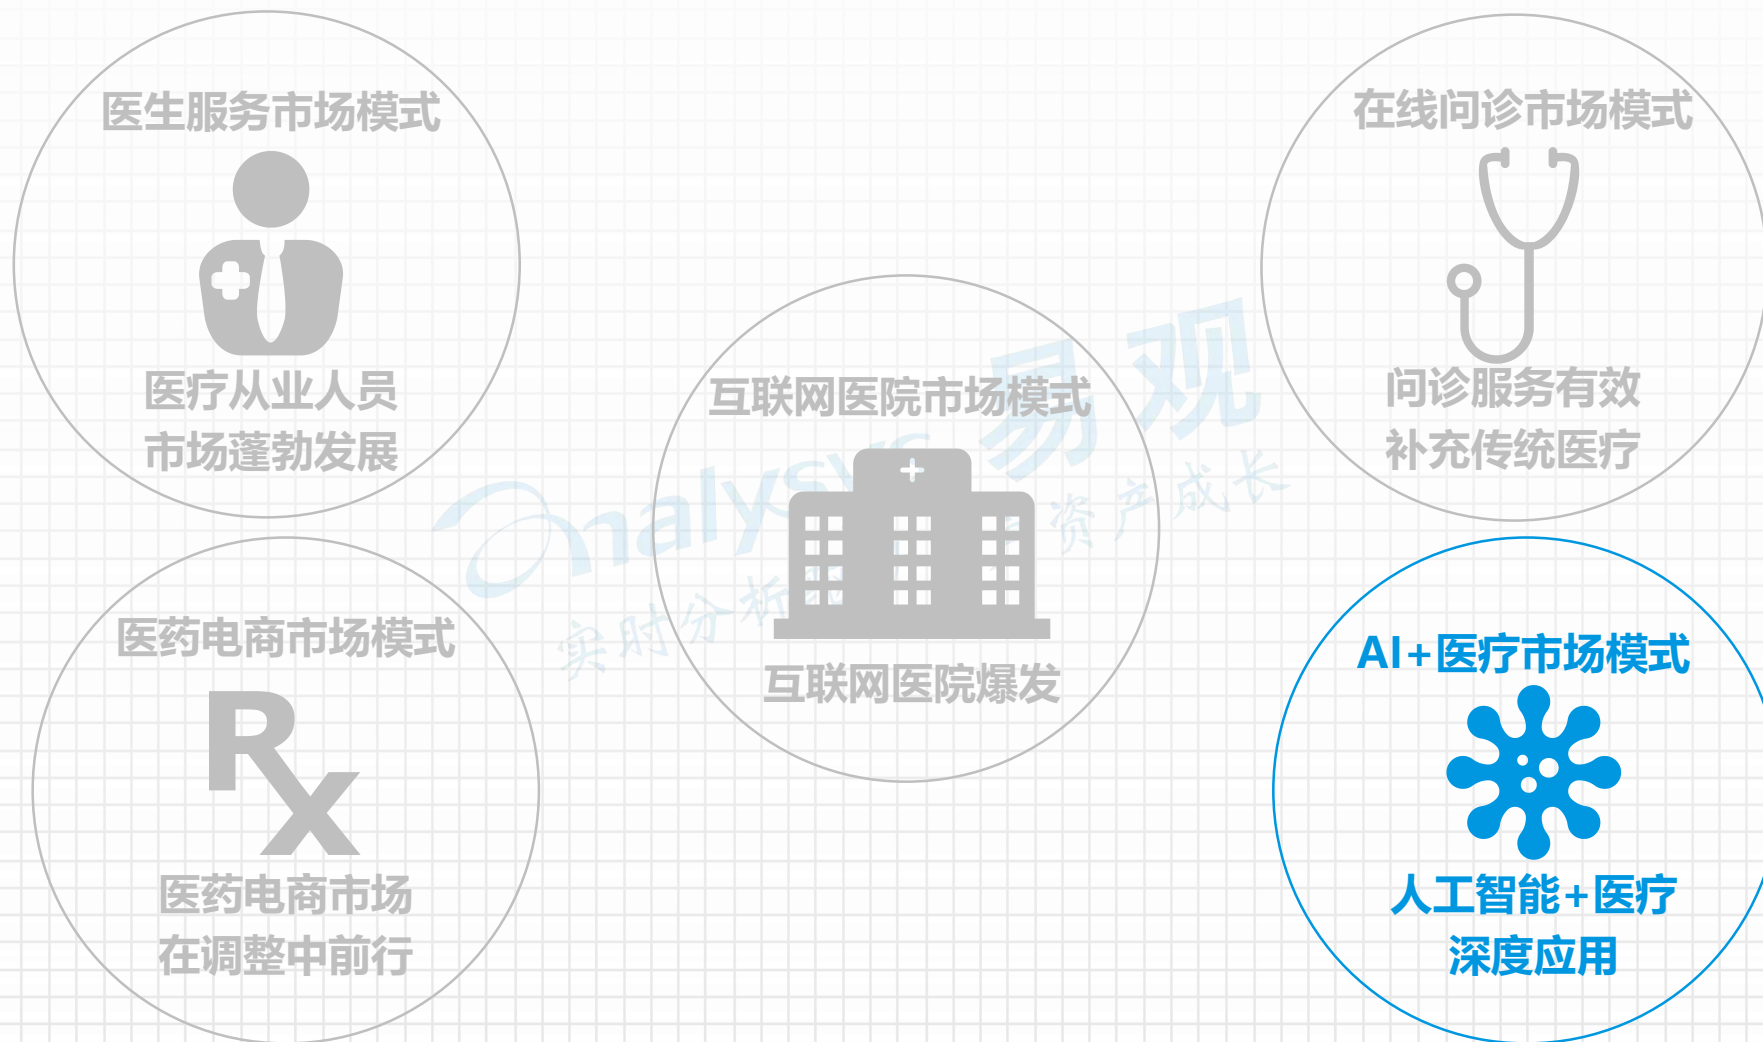 医生服务市场模式
医疗从业人员
市场蓬勃发展
在线问诊市场模式
问诊服务有效
补充传统医疗
互联网医院市场模式
互联网医院爆发
医药电商市场模式
Rx
医药电商市场
在调整中前行
AI+医疗市场模式
人工智能+医疗
深度应用
易观
资产成长
实时分析